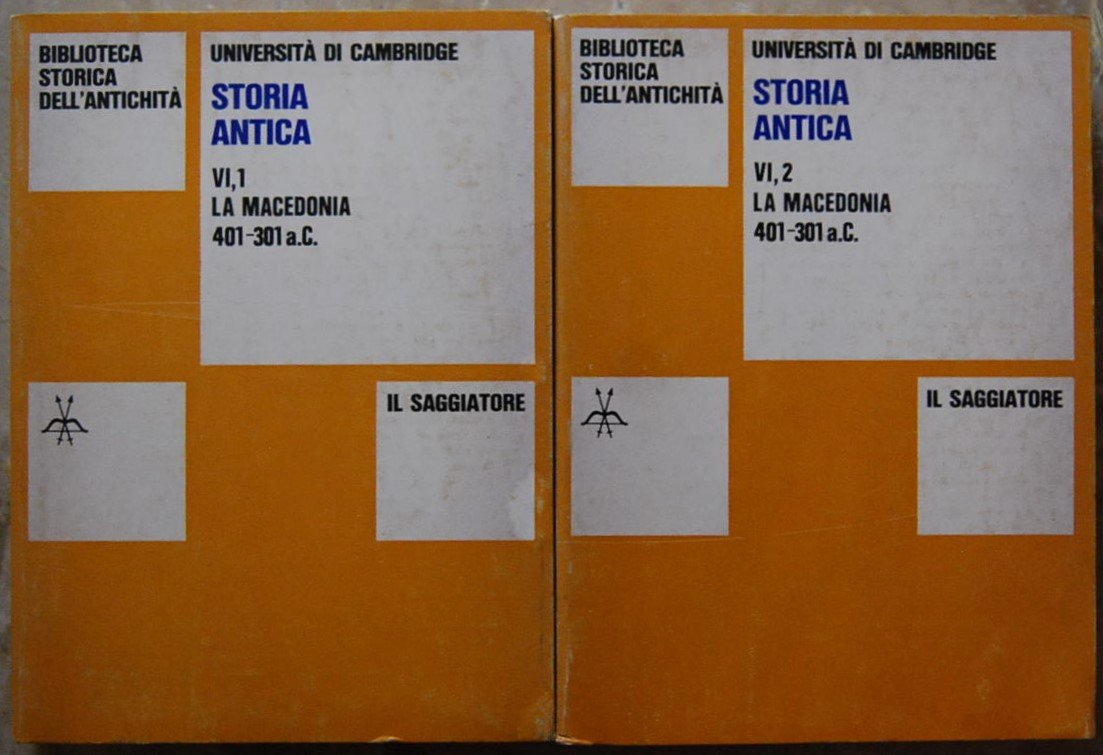 BIBLIOTECA
STORICA
DELL'ANTICHITÀ
UNIVERSITÀ DI CAMBRIDGE
STORIA
ANTICA
VI,1
LA MACEDONIA
401-301 a.C.
IL SAGGIATORE
BIBLIOTECA
STORICA
DELL'ANTICHITÀ
UNIVERSITÀ DI CAMBRIDGE
STORIA
ANTICA
VI,2
LA MACEDONIA
401-301 a.C.
IL SAGGIATORE